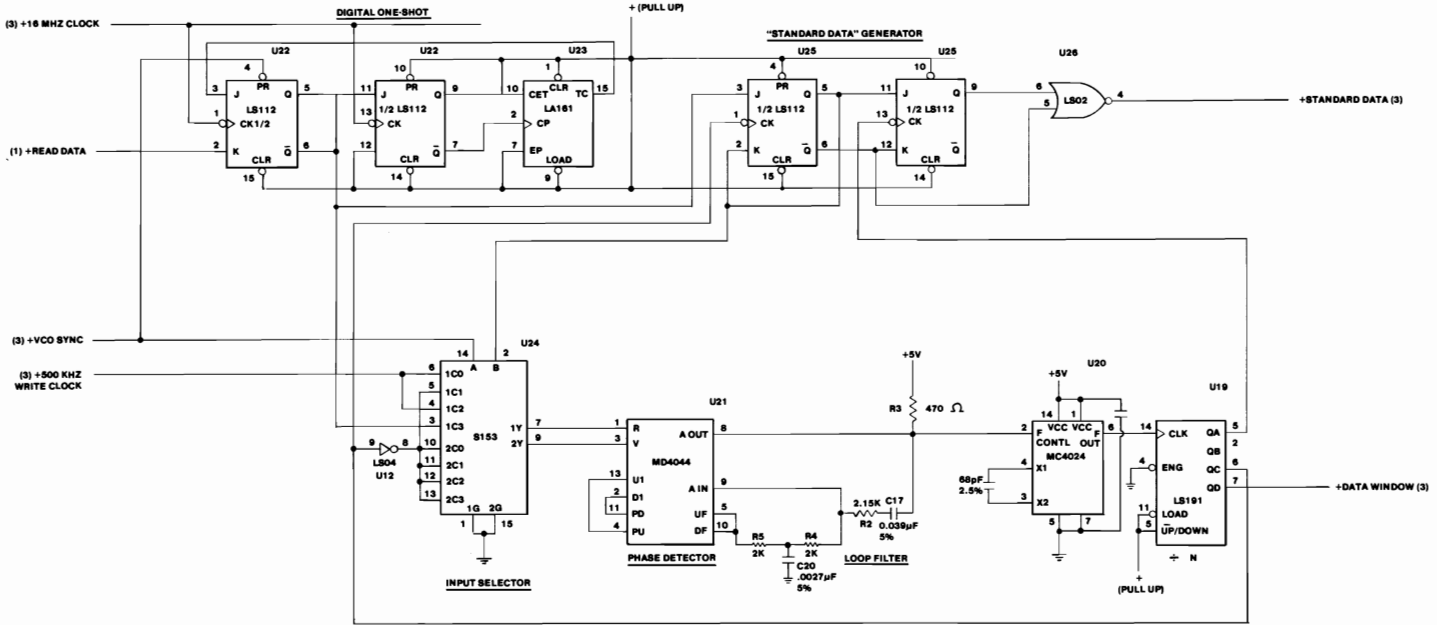 (3) +16 MHZ CLOCK
DIGITAL ONE-SHOT
+ (PULL UP)
"STANDARD DATA" GENERATOR
U22
U22
U23
U25
U25
U26
4
PR
3 J Q 5
1
CK1/2
LS112
2 K Q̄ 6
CLR
15
10
PR
11 J Q 9
1/2 LS112
13
CK
12 K Q̄ 7
CLR
14
1
CLR
10 CET TC 15
LA161
2 CP
7 EP
LOAD
9
4
PR
3 J Q 5
1/2 LS112
1
CK
2 K Q̄ 6
CLR
15
10
11 J PR Q 9
1/2 LS112
13
CK
12 K Q̄
CLR
14
6
5
LS02
4
+STANDARD DATA (3)
(1) +READ DATA
(3) +VCO SYNC
(3) +500 KHZ
WRITE CLOCK
U24
14 2
A B
6 1C0
5 1C1
4 1C2
3 1C3
S153
10 2C0
11 2C1
12 2C2
13 2C3
1Y 7
2Y 9
1G 2G
1 15
9 8
LS04
U12
INPUT SELECTOR
U21
1 R
3 V
A OUT 8
MD4044
13 U1
2 D1
11 PD
4 PU
A IN 9
UF 5
DF 10
PHASE DETECTOR
R5
2K
R4
2K
C20
.0027µF
5%
2.15K
R2
C17
0.039µF
5%
LOOP FILTER
+5V
R3 470 Ω
+5V
U20
14 1
VCC VCC
2 F
CONTL
F 6
OUT
MC4024
4 X1
3 X2
68pF
2.5%
5 7
U19
14 CLK
QA 5
QB 2
QC 6
QD 7
4 ENG
LS191
11
LOAD
5
U̅P/DOWN
÷ N
+
(PULL UP)
+DATA WINDOW (3)